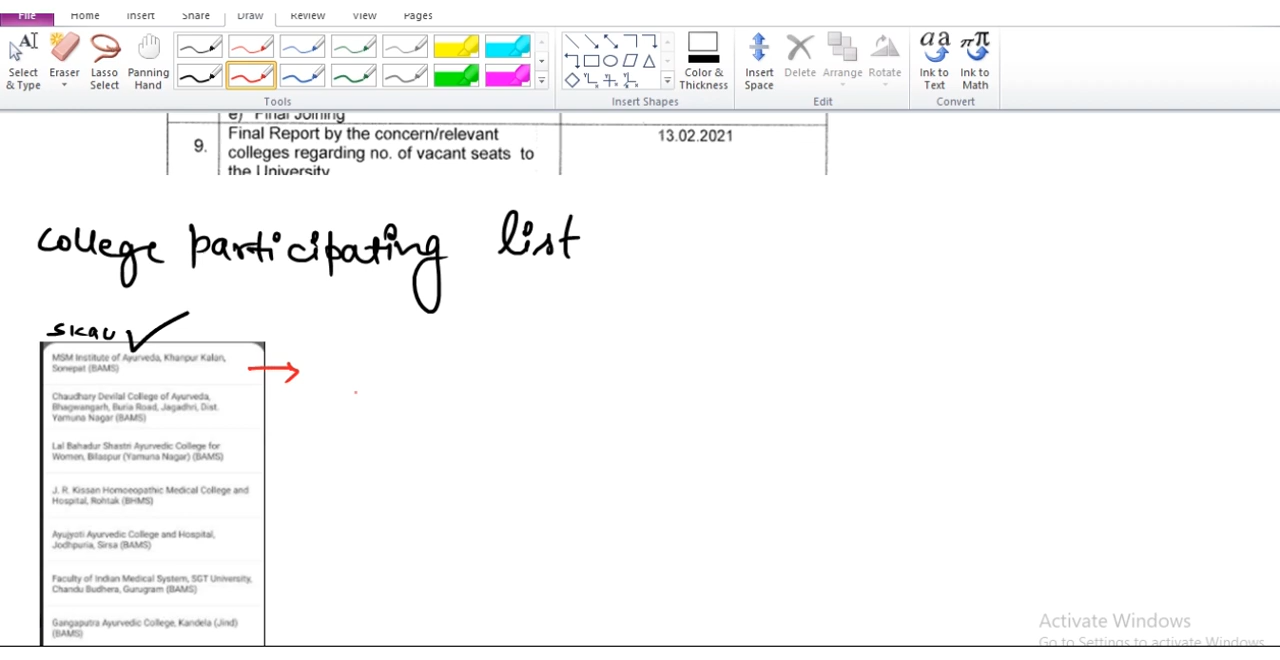 File Home Insert Share Draw Review View Pages
Select & Type
Eraser
Lasso Select
Panning Hand
Color & Thickness
Insert Space
Delete
Arrange
Rotate
Ink to Text
Ink to Math
Tools
Insert Shapes
Edit
Convert
e) Final Joining
9.
Final Report by the concern/relevant
colleges regarding no. of vacant seats to
the University
13.02.2021
college participating list
SKAU
MSM Institute of Ayurveda, Khanpur Kalan,
Sonepat (BAMS)
Chaudhary Devilal College of Ayurveda,
Bhagwangarh, Buria Road, Jagadhri, Dist.
Yamuna Nagar (BAMS)
Lal Bahadur Shastri Ayurvedic College for
Women, Bilaspur (Yamuna Nagar) (BAMS)
J. R. Kissan Homoeopathic Medical College and
Hospital, Rohtak (BHMS)
Ayujyoti Ayurvedic College and Hospital,
Jodhpuria, Sirsa (BAMS)
Faculty of Indian Medical System, SGT University,
Chandu Budhera, Gurugram (BAMS)
Gangaputra Ayurvedic College, Kandela (Jind)
(BAMS)
Activate Windows
Go to Settings to activate Windows